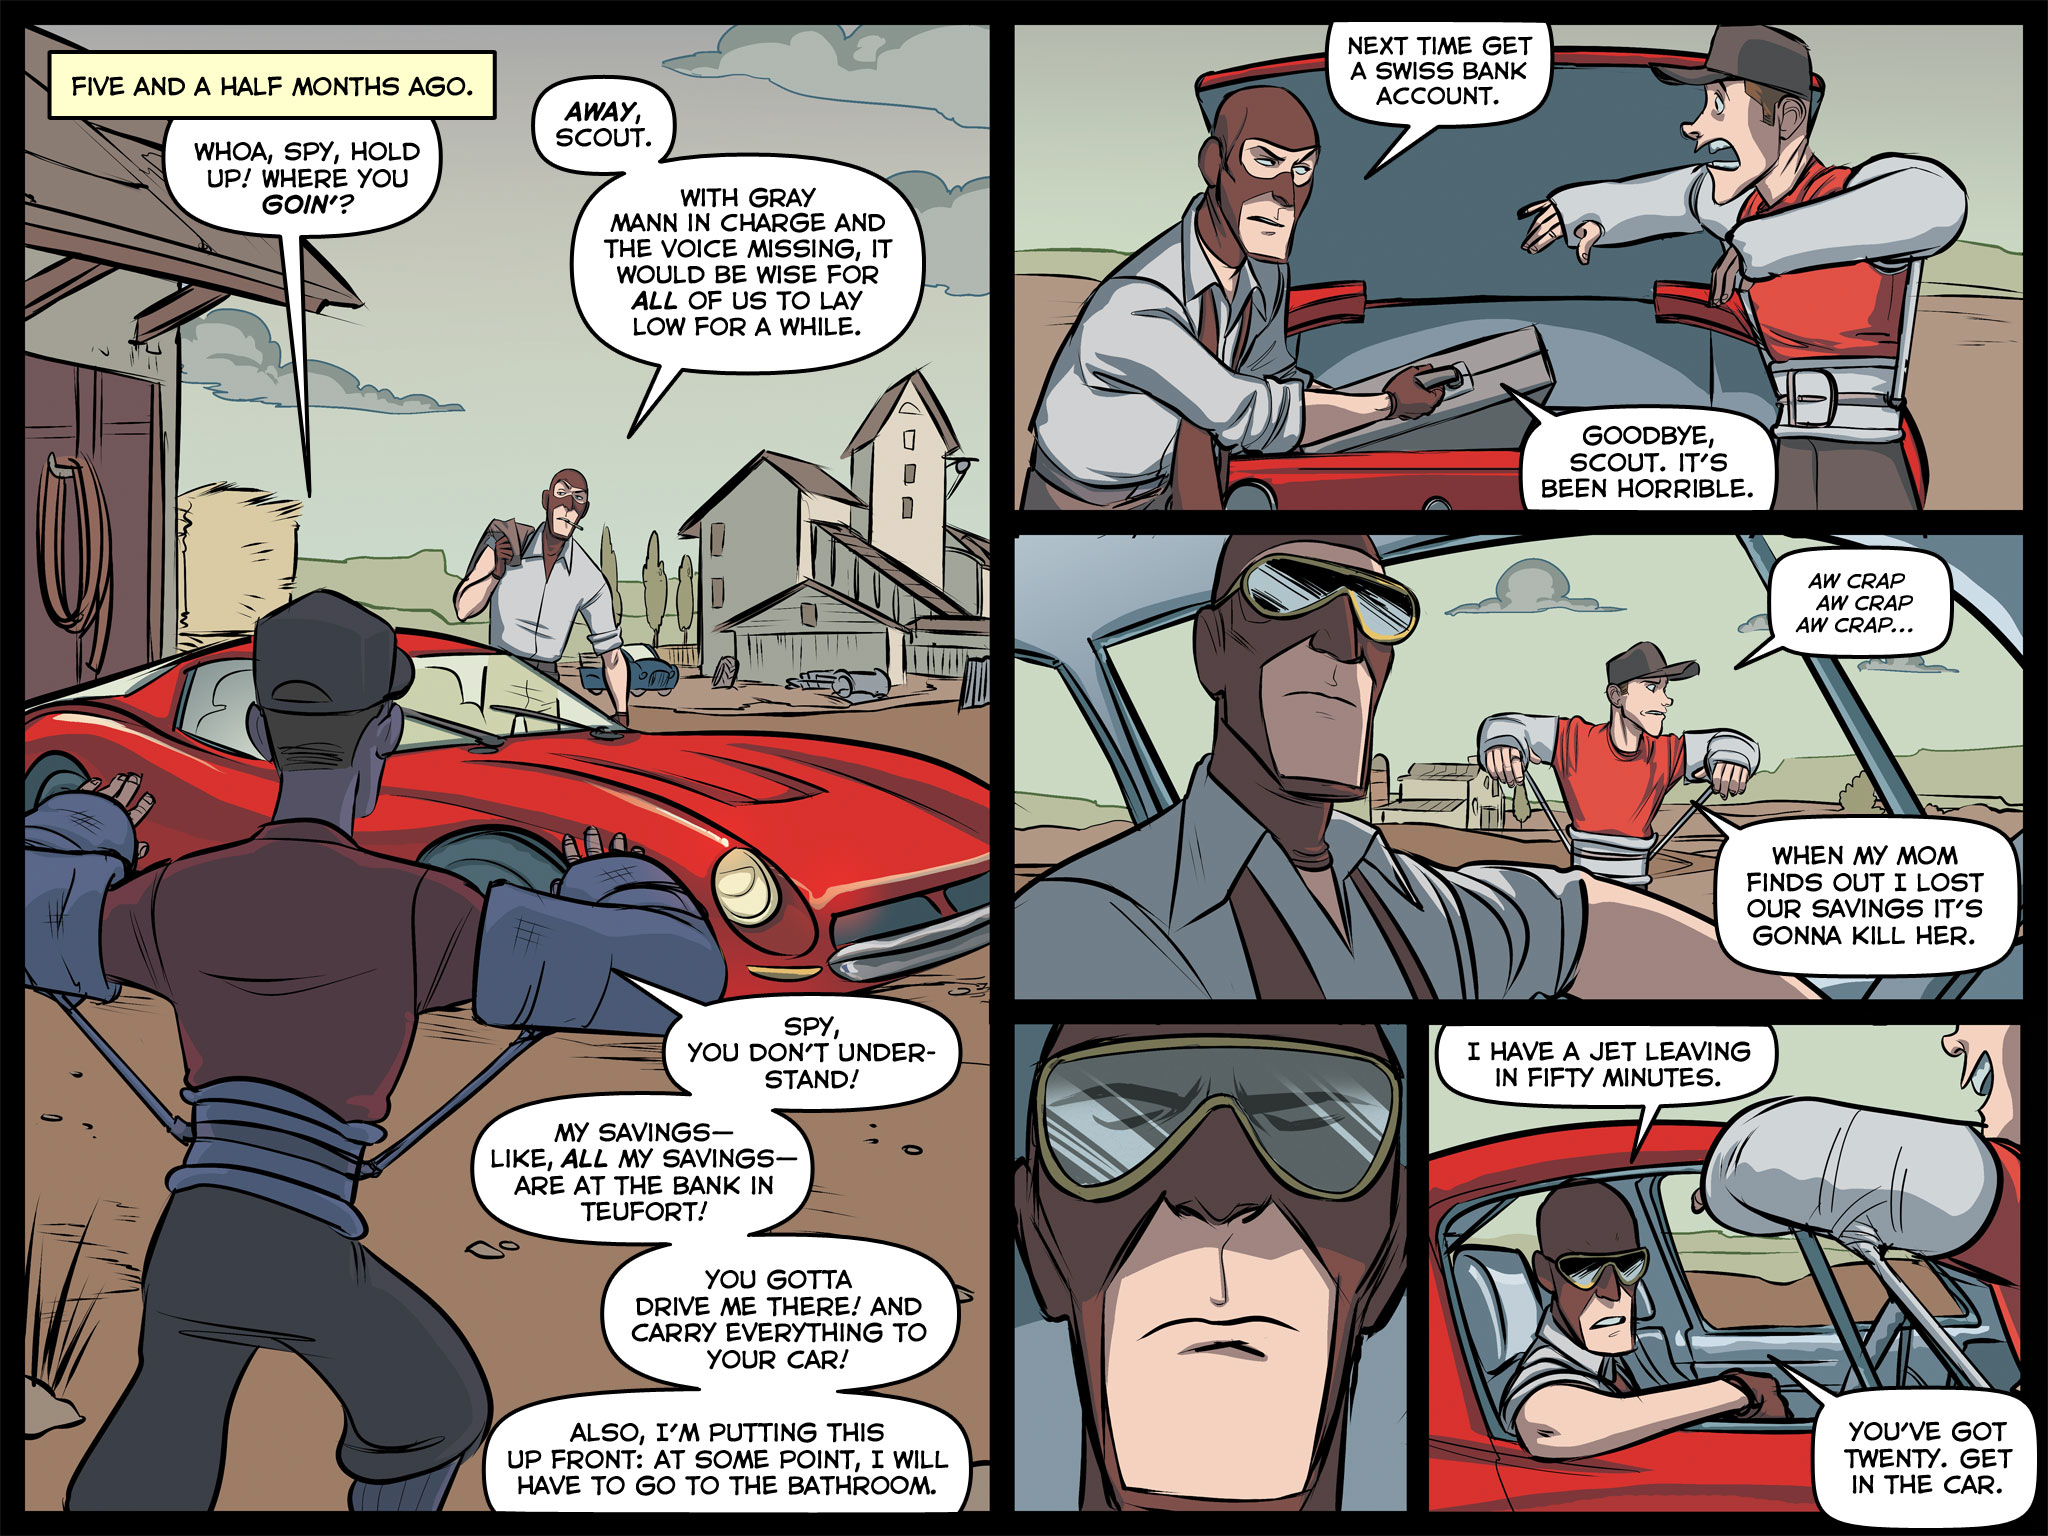 FIVE AND A HALF MONTHS AGO.
WHOA, SPY, HOLD
UP! WHERE YOU
GOIN'?
AWAY,
SCOUT.
WITH GRAY
MANN IN CHARGE AND
THE VOICE MISSING, IT
WOULD BE WISE FOR
ALL OF US TO LAY
LOW FOR A WHILE.
SPY,
YOU DON'T UNDER-
STAND!
MY SAVINGS—
LIKE, ALL MY SAVINGS—
ARE AT THE BANK IN
TEUFORT!
YOU GOTTA
DRIVE ME THERE! AND
CARRY EVERYTHING TO
YOUR CAR!
ALSO, I'M PUTTING THIS
UP FRONT: AT SOME POINT, I WILL
HAVE TO GO TO THE BATHROOM.
NEXT TIME GET
A SWISS BANK
ACCOUNT.
GOODBYE,
SCOUT. IT'S
BEEN HORRIBLE.
AW CRAP
AW CRAP
AW CRAP...
WHEN MY MOM
FINDS OUT I LOST
OUR SAVINGS IT'S
GONNA KILL HER.
I HAVE A JET LEAVING
IN FIFTY MINUTES.
YOU'VE GOT
TWENTY. GET
IN THE CAR.